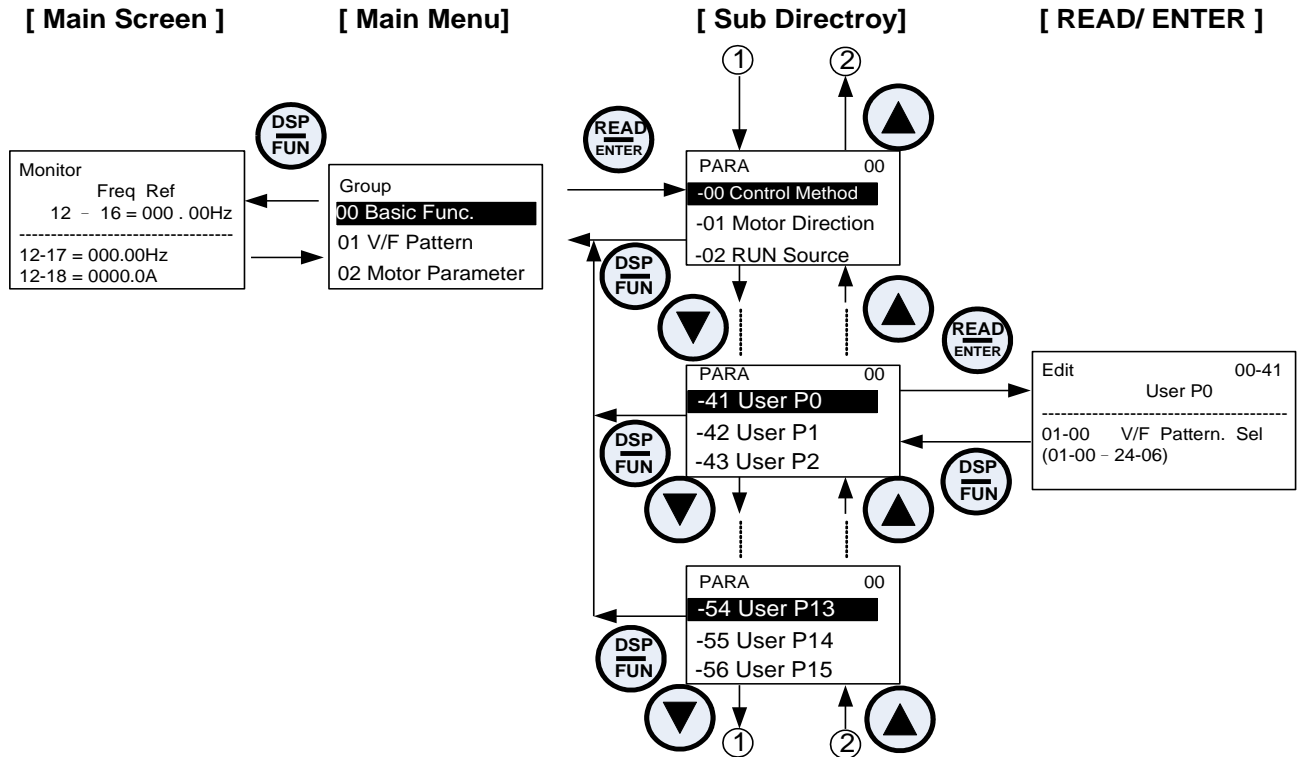 [ Main Screen ]
[ Main Menu]
[ Sub Directroy]
[ READ/ ENTER ]
1
2
DSP
FUN
READ
ENTER
Monitor
Freq Ref
12 - 16 = 000 . 00Hz
12-17 = 000.00Hz
12-18 = 0000.0A
Group
00 Basic Func.
01 V/F Pattern
02 Motor Parameter
PARA 00
-00 Control Method
-01 Motor Direction
-02 RUN Source
DSP
FUN
READ
ENTER
PARA 00
-41 User P0
-42 User P1
-43 User P2
DSP
FUN
Edit 00-41
User P0
01-00 V/F Pattern. Sel
(01-00 - 24-06)
DSP
FUN
PARA 00
-54 User P13
-55 User P14
-56 User P15
DSP
FUN
1
2